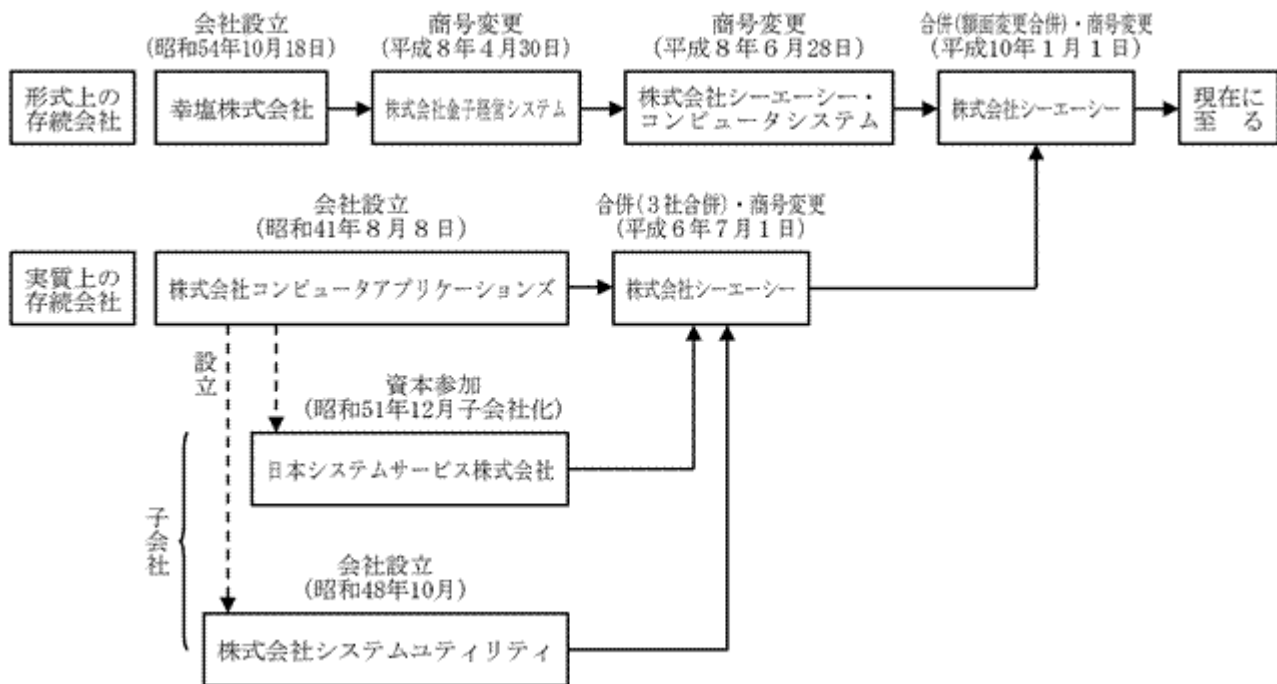 会社設立
(昭和54年10月18日)
商号変更
(平成8年4月30日)
商号変更
(平成8年6月28日)
合併(額面変更合併)・商号変更
(平成10年1月1日)
形式上の
存続会社
幸塩株式会社
株式会社金子経営システム
株式会社シーエーシー・
コンピュータシステム
株式会社シーエーシー
現在に
至る
会社設立
(昭和41年8月8日)
合併(3社合併)・商号変更
(平成6年7月1日)
実質上の
存続会社
株式会社コンピュータアプリケーションズ
株式会社シーエーシー
設立
資本参加
(昭和51年12月子会社化)
日本システムサービス株式会社
子会社
会社設立
(昭和48年10月)
株式会社システムユティリティ